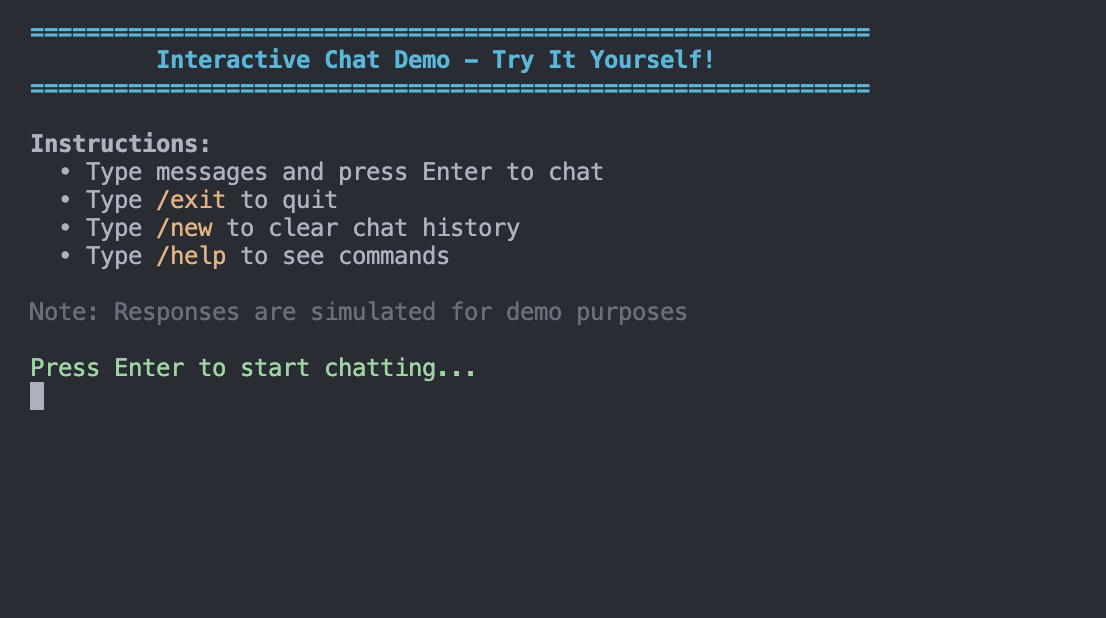 ============================================================
Interactive Chat Demo - Try It Yourself!
============================================================
Instructions:
• Type messages and press Enter to chat
• Type /exit to quit
• Type /new to clear chat history
• Type /help to see commands
Note: Responses are simulated for demo purposes
Press Enter to start chatting...